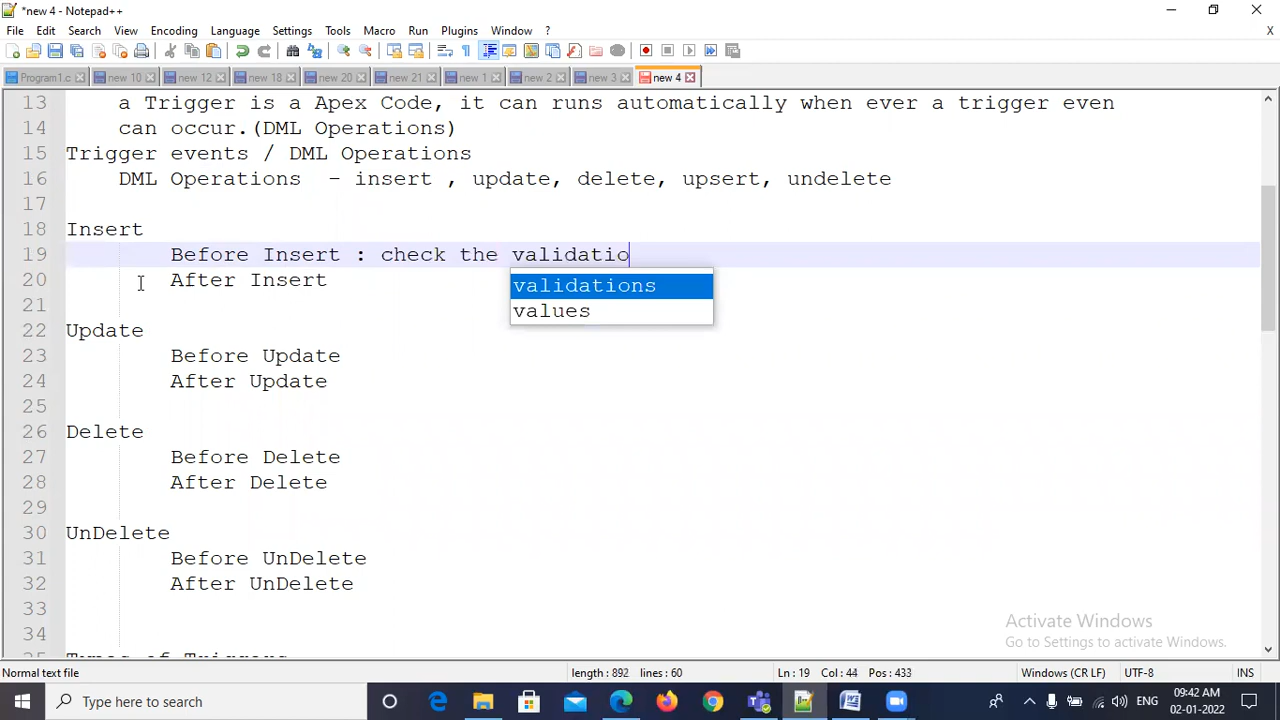 *new 4 - Notepad++
File Edit Search View Encoding Language Settings Tools Macro Run Plugins Window ? X
Program1.c new 10 new 12 new 18 new 20 new 21 new 1 new 2 new 3 new 4
13 a Trigger is a Apex Code, it can runs automatically when ever a trigger even
14 can occur.(DML Operations)
15 Trigger events / DML Operations
16 DML Operations - insert , update, delete, upsert, undelete
17
18 Insert
19 Before Insert : check the validatio
validations
20 After Insert
values
21
22 Update
23 Before Update
24 After Update
25
26 Delete
27 Before Delete
28 After Delete
29
30 UnDelete
31 Before UnDelete
32 After UnDelete
33
34
Activate Windows
Go to Settings to activate Windows.
Normal text file length : 892 lines : 60 Ln : 19 Col : 44 Pos : 433 Windows (CR LF) UTF-8 INS
Type here to search ENG 09:42 AM
02-01-2022